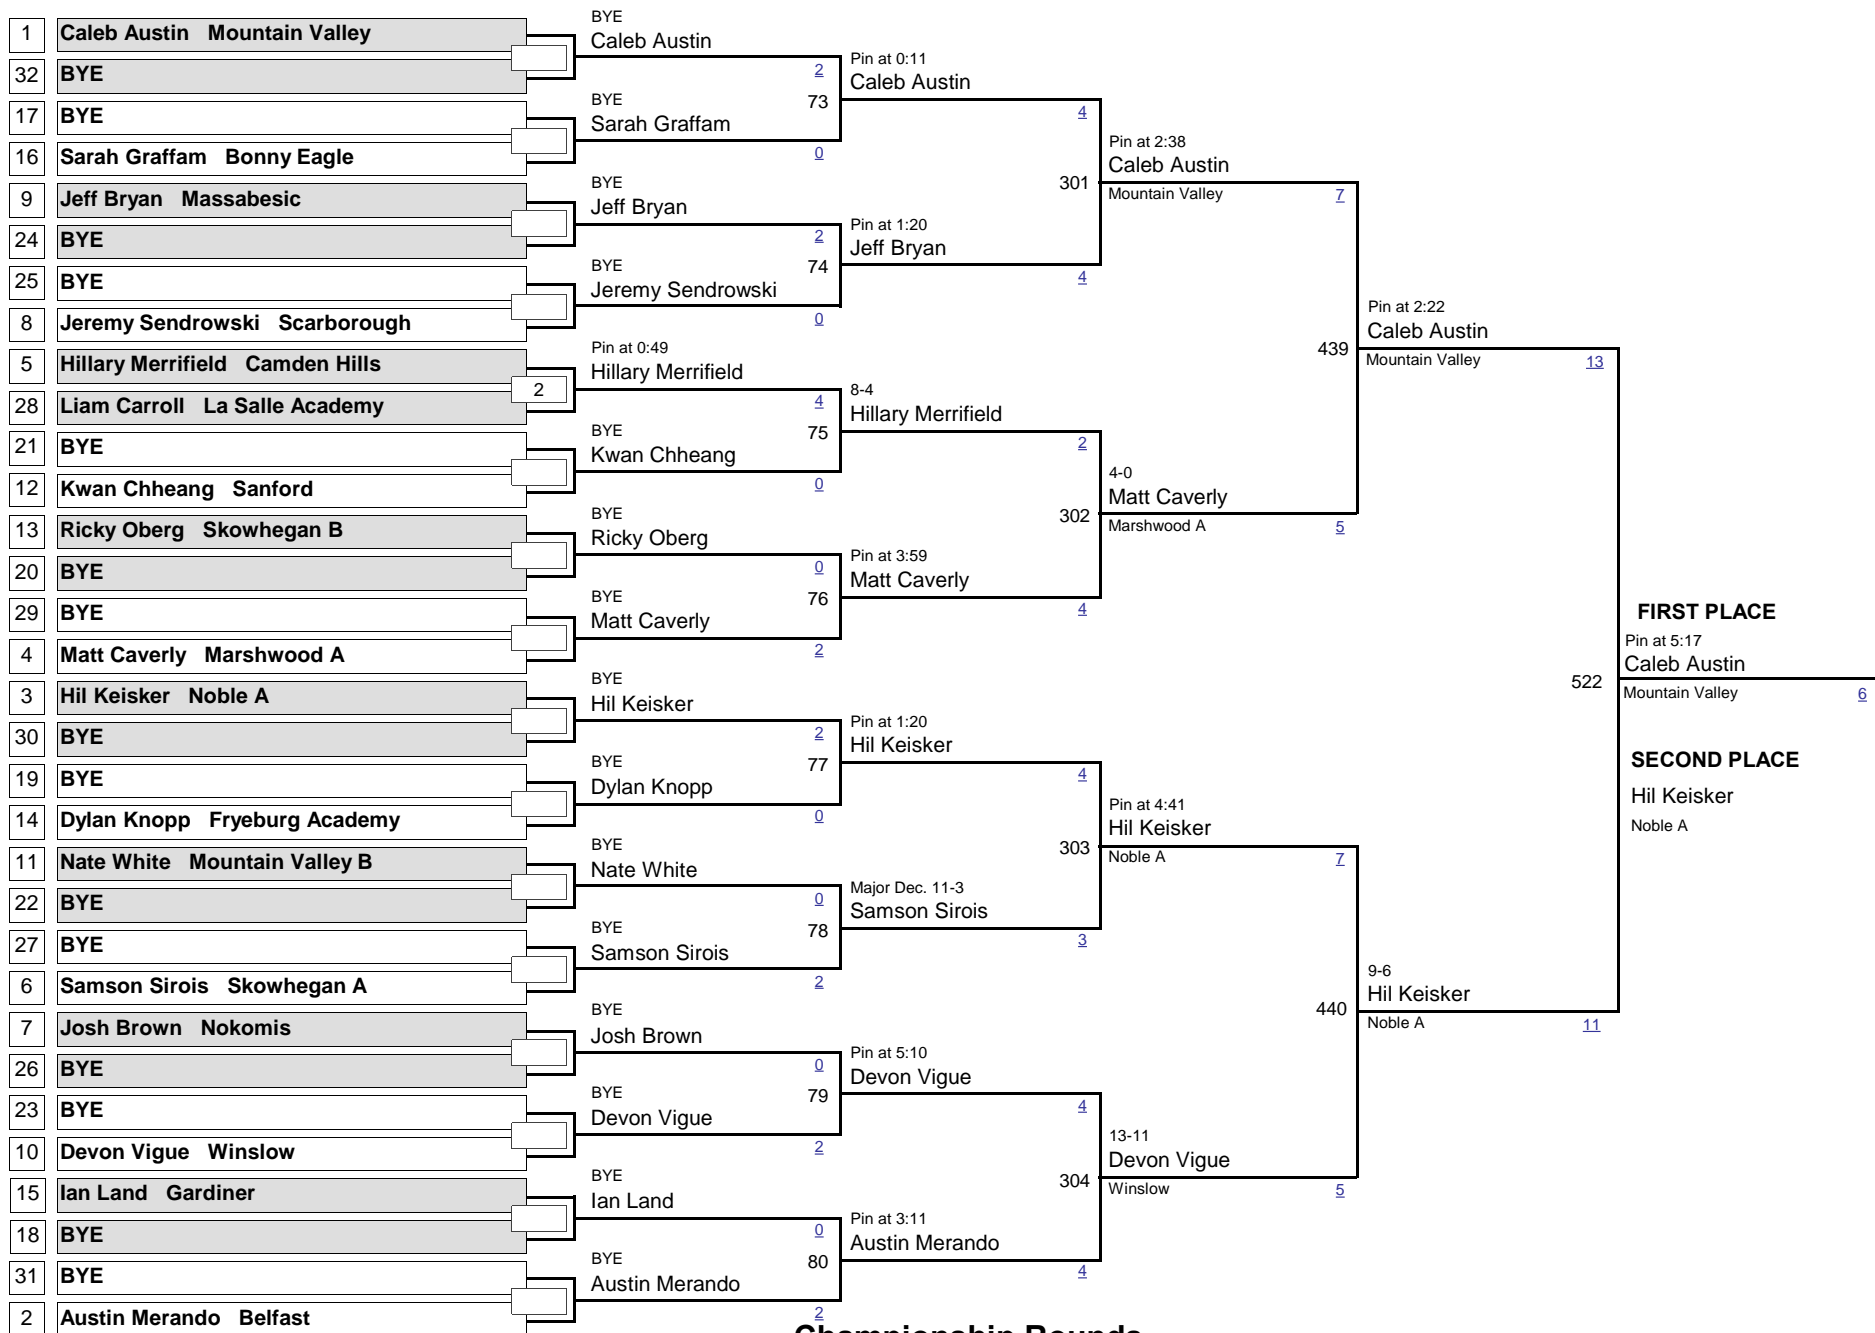 1 Caleb Austin Mountain Valley
32 BYE
17 BYE
16 Sarah Graffam Bonny Eagle
9 Jeff Bryan Massabesic
24 BYE
25 BYE
8 Jeremy Sendrowski Scarborough
5 Hillary Merrifield Camden Hills
2
28 Liam Carroll La Salle Academy
21 BYE
12 Kwan Chheang Sanford
13 Ricky Oberg Skowhegan B
20 BYE
29 BYE
4 Matt Caverly Marshwood A
3 Hil Keisker Noble A
30 BYE
19 BYE
14 Dylan Knopp Fryeburg Academy
11 Nate White Mountain Valley B
22 BYE
27 BYE
6 Samson Sirois Skowhegan A
7 Josh Brown Nokomis
26 BYE
23 BYE
10 Devon Vigue Winslow
15 Ian Land Gardiner
18 BYE
31 BYE
2 Austin Merando Belfast
BYE
Caleb Austin
2
73
BYE
Sarah Graffam
0
BYE
Jeff Bryan
2
74
BYE
Jeremy Sendrowski
0
Pin at 0:49
Hillary Merrifield
4
75
BYE
Kwan Chheang
0
BYE
Ricky Oberg
0
76
BYE
Matt Caverly
2
BYE
Hil Keisker
2
77
BYE
Dylan Knopp
0
BYE
Nate White
0
78
BYE
Samson Sirois
2
BYE
Josh Brown
0
79
BYE
Devon Vigue
2
BYE
Ian Land
0
80
BYE
Austin Merando
2
Pin at 0:11
Caleb Austin
4
301
Pin at 1:20
Jeff Bryan
4
8-4
Hillary Merrifield
2
302
Pin at 3:59
Matt Caverly
4
Pin at 1:20
Hil Keisker
4
303
Major Dec. 11-3
Samson Sirois
3
Pin at 5:10
Devon Vigue
4
304
Pin at 3:11
Austin Merando
4
Pin at 2:38
Caleb Austin
Mountain Valley
7
439
4-0
Matt Caverly
Marshwood A
5
Pin at 4:41
Hil Keisker
Noble A
7
440
13-11
Devon Vigue
Winslow
5
Pin at 2:22
Caleb Austin
Mountain Valley
13
522
9-6
Hil Keisker
Noble A
11
FIRST PLACE
Pin at 5:17
Caleb Austin
Mountain Valley
6
SECOND PLACE
Hil Keisker
Noble A
Championship Rounds